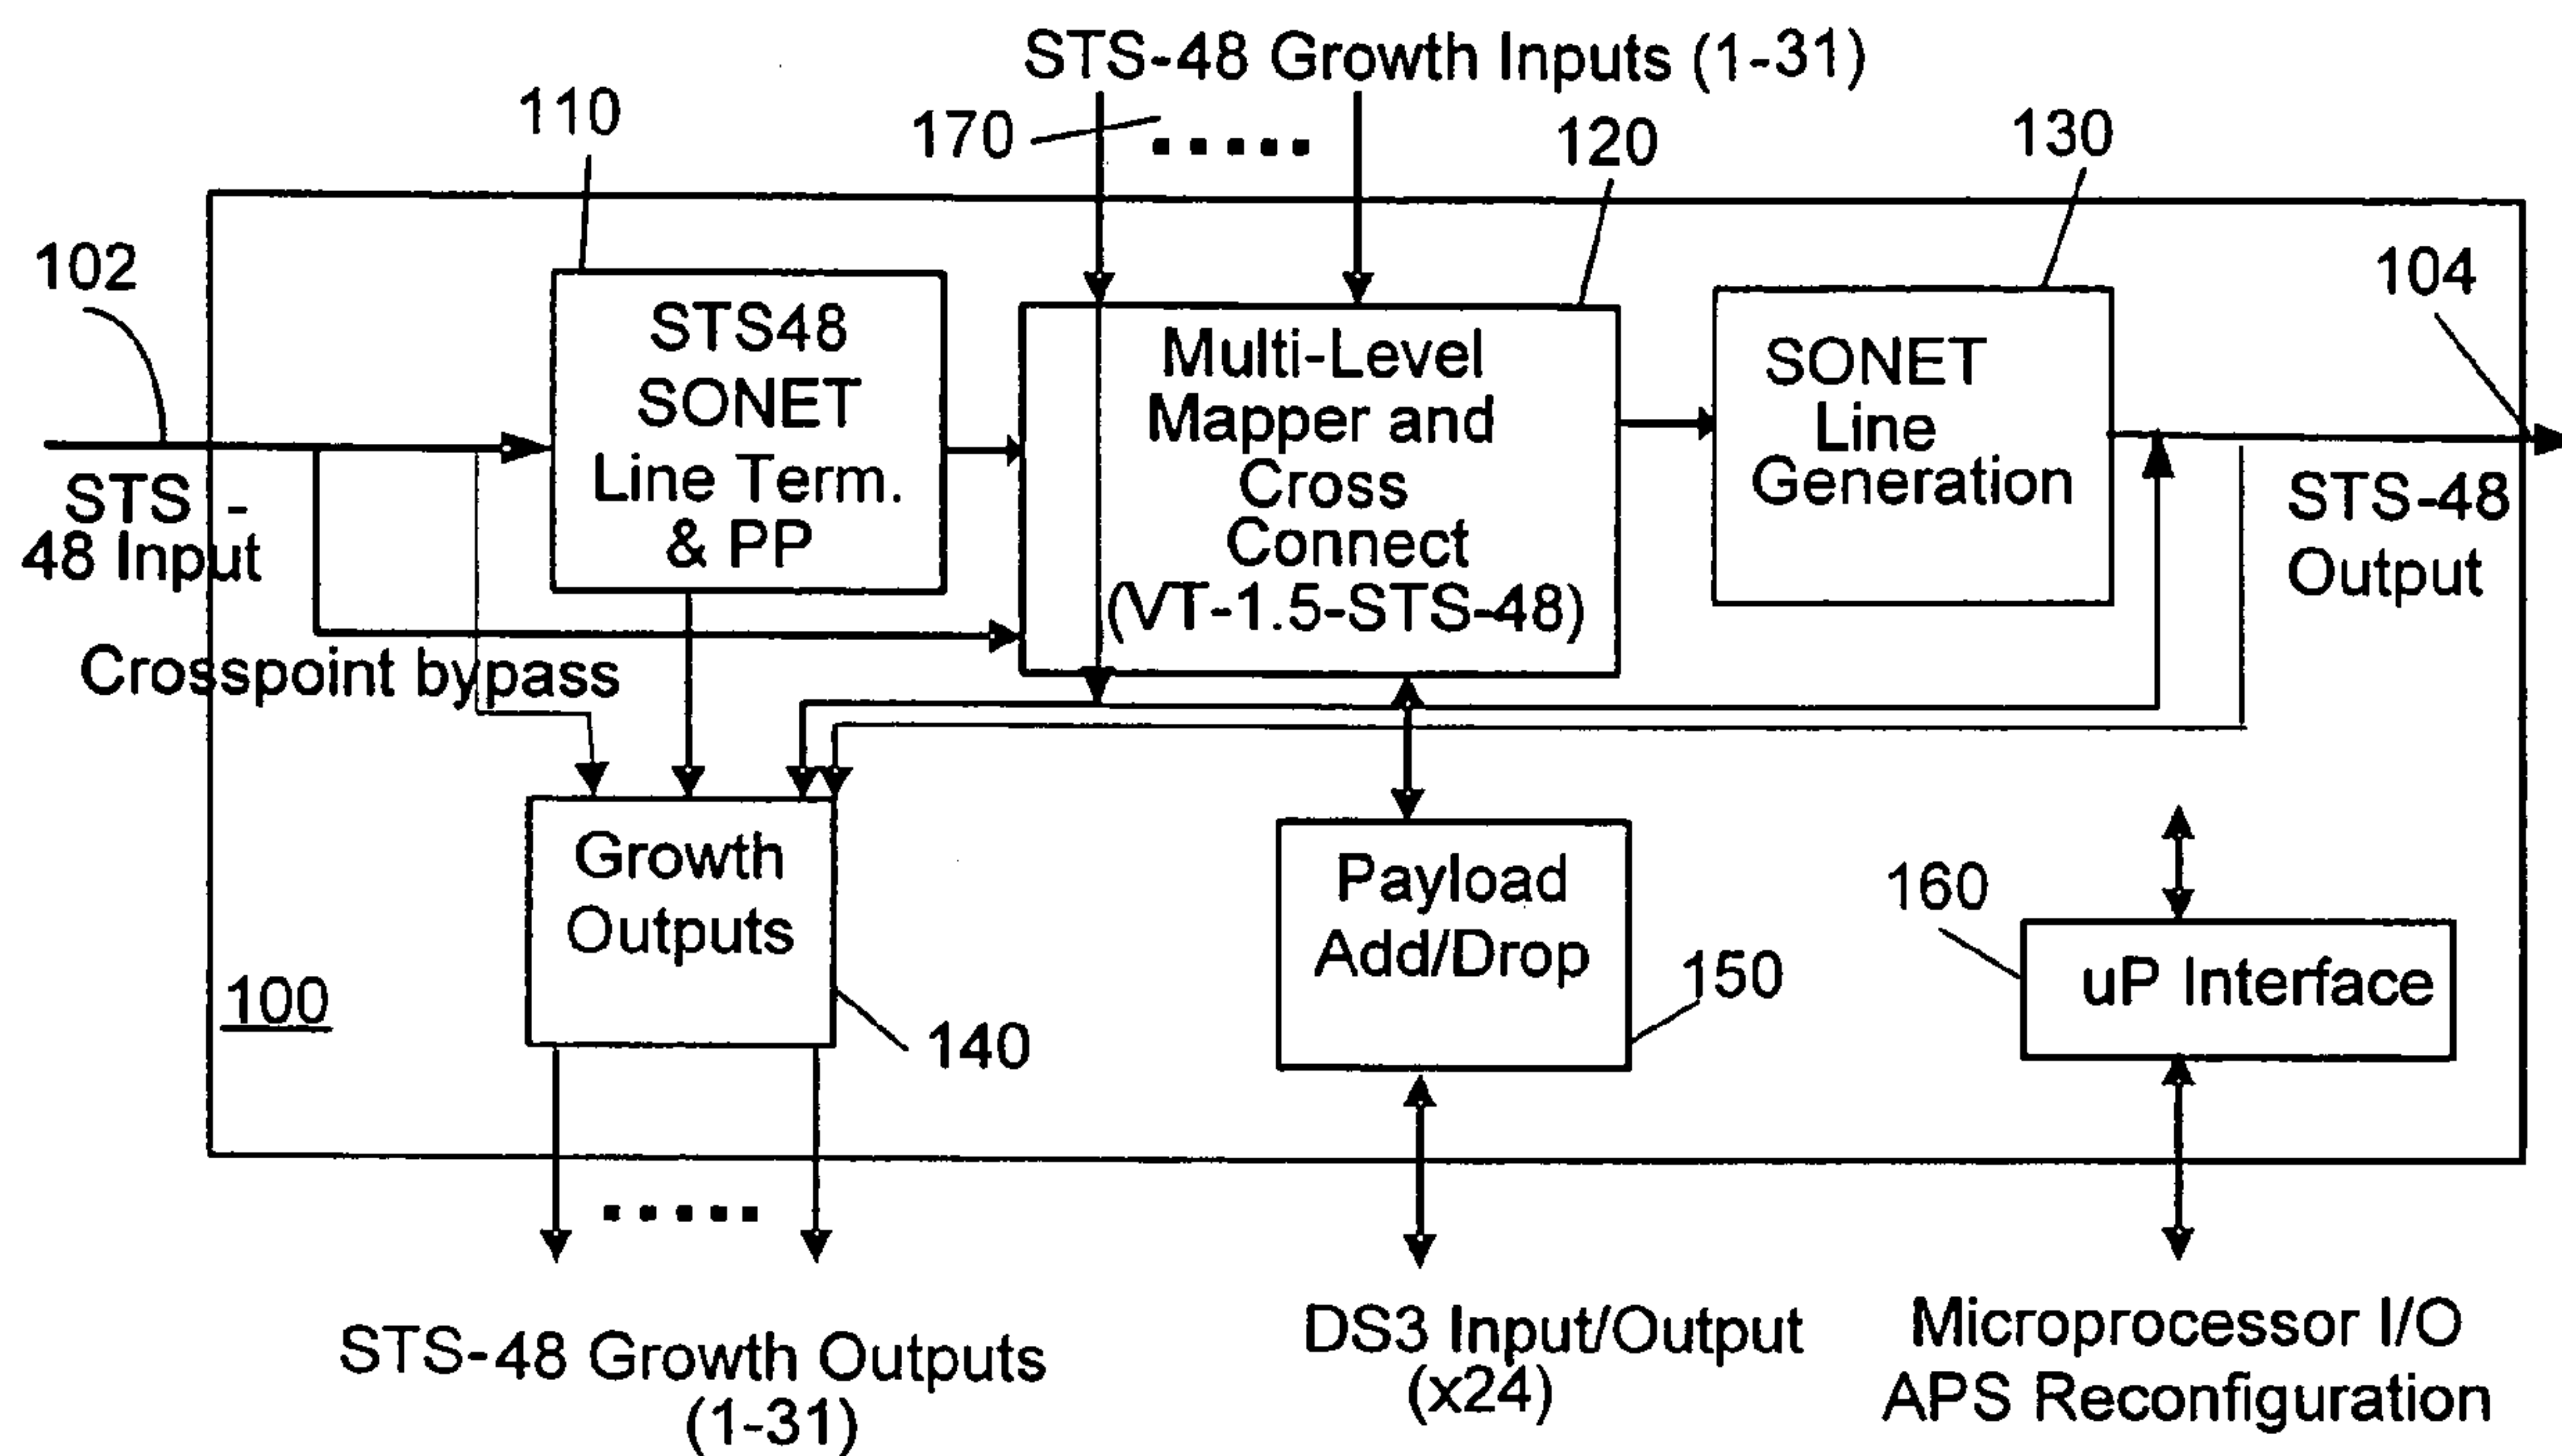 STS-48 Growth Inputs (1-31)
110
170
120
130
102
104
STS48
SONET
Line Term.
& PP
Multi-Level
Mapper and
Cross
Connect
(VT-1.5-STS-48)
SONET
Line
Generation
STS -
48 Input
STS-48
Output
Crosspoint bypass
Growth
Outputs
Payload
Add/Drop
160
uP Interface
150
100
140
STS-48 Growth Outputs
(1-31)
DS3 Input/Output
(x24)
Microprocessor I/O
APS Reconfiguration